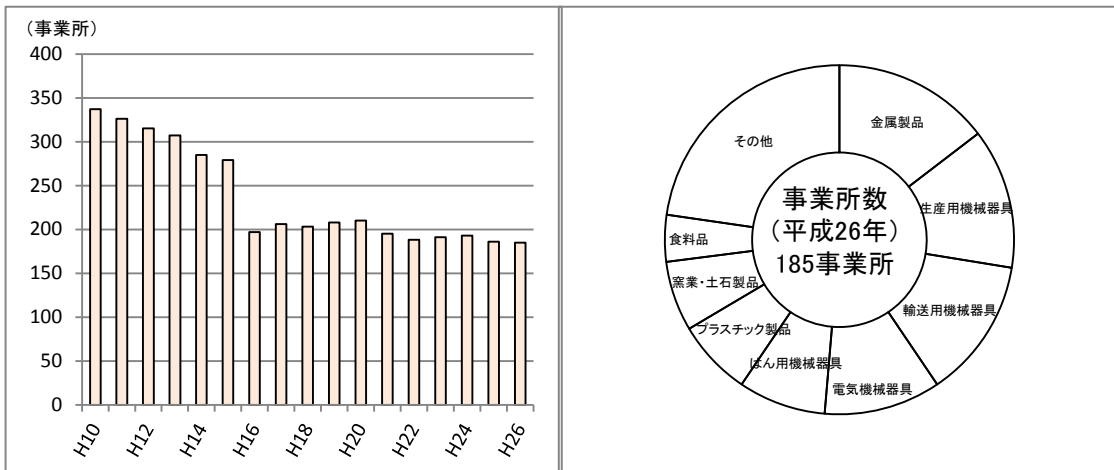 （事業所）
400
350
300
250
200
150
100
50
0
H10
H12
H14
H16
H18
H20
H22
H24
H26
事業所数
（平成26年）
185事業所
金属製品
生産用機械器具
輸送用機械器具
電気機械器具
はん用機械器具
プラスチック製品
窯業・土石製品
食料品
その他